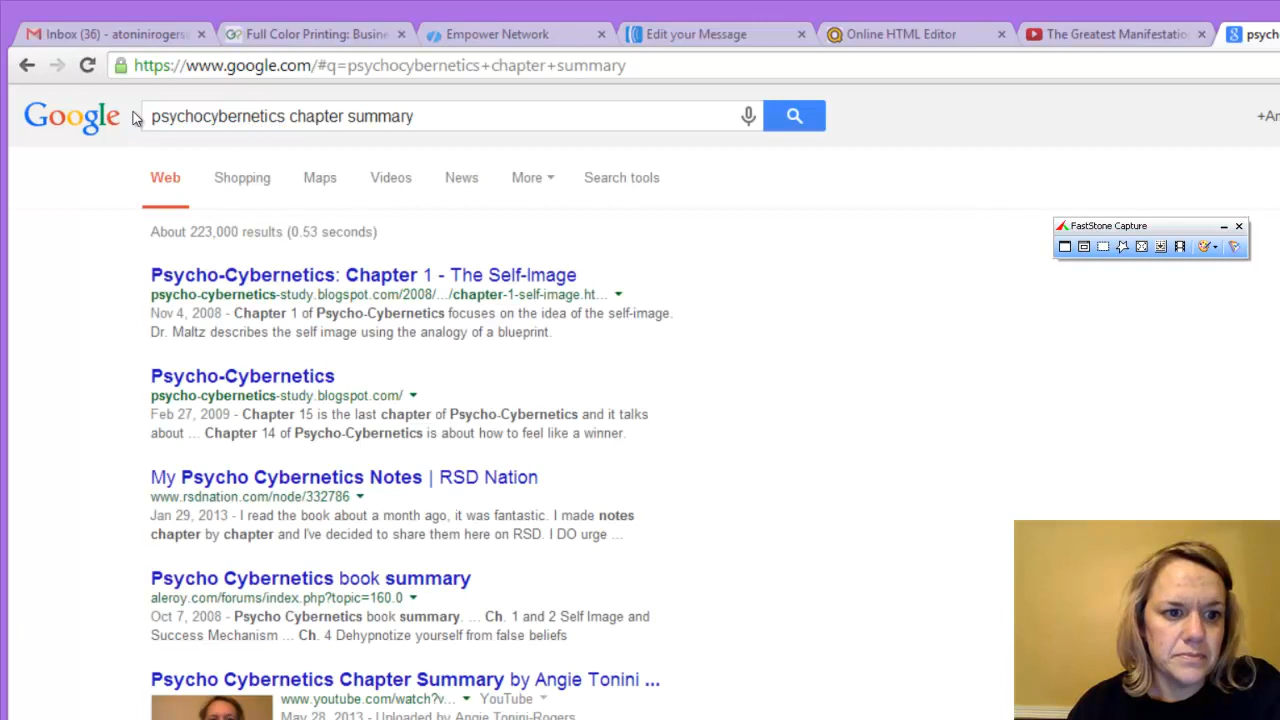 Inbox (36) - atoninirogers
Full Color Printing: Busine
Empower Network
Edit your Message
Online HTML Editor
The Greatest Manifestatio
psych
https://www.google.com/#q=psychocybernetics+chapter+summary
Google
psychocybernetics chapter summary
+An
Web Shopping Maps Videos News More Search tools
About 223,000 results (0.53 seconds)
FastStone Capture
Psycho-Cybernetics: Chapter 1 - The Self-Image
psycho-cybernetics-study.blogspot.com/2008/.../chapter-1-self-image.ht...
Nov 4, 2008 - Chapter 1 of Psycho-Cybernetics focuses on the idea of the self-image.
Dr. Maltz describes the self image using the analogy of a blueprint.
Psycho-Cybernetics
psycho-cybernetics-study.blogspot.com/
Feb 27, 2009 - Chapter 15 is the last chapter of Psycho-Cybernetics and it talks
about ... Chapter 14 of Psycho-Cybernetics is about how to feel like a winner.
My Psycho Cybernetics Notes | RSD Nation
www.rsdnation.com/node/332786
Jan 29, 2013 - I read the book about a month ago, it was fantastic. I made notes
chapter by chapter and I've decided to share them here on RSD. I DO urge ...
Psycho Cybernetics book summary
aleroy.com/forums/index.php?topic=160.0
Oct 7, 2008 - Psycho Cybernetics book summary. ... Ch. 1 and 2 Self Image and
Success Mechanism ... Ch. 4 Dehypnotize yourself from false beliefs
Psycho Cybernetics Chapter Summary by Angie Tonini ...
www.youtube.com/watch?v... YouTube
May 28, 2013 - Uploaded by Angie Tonini-Rogers